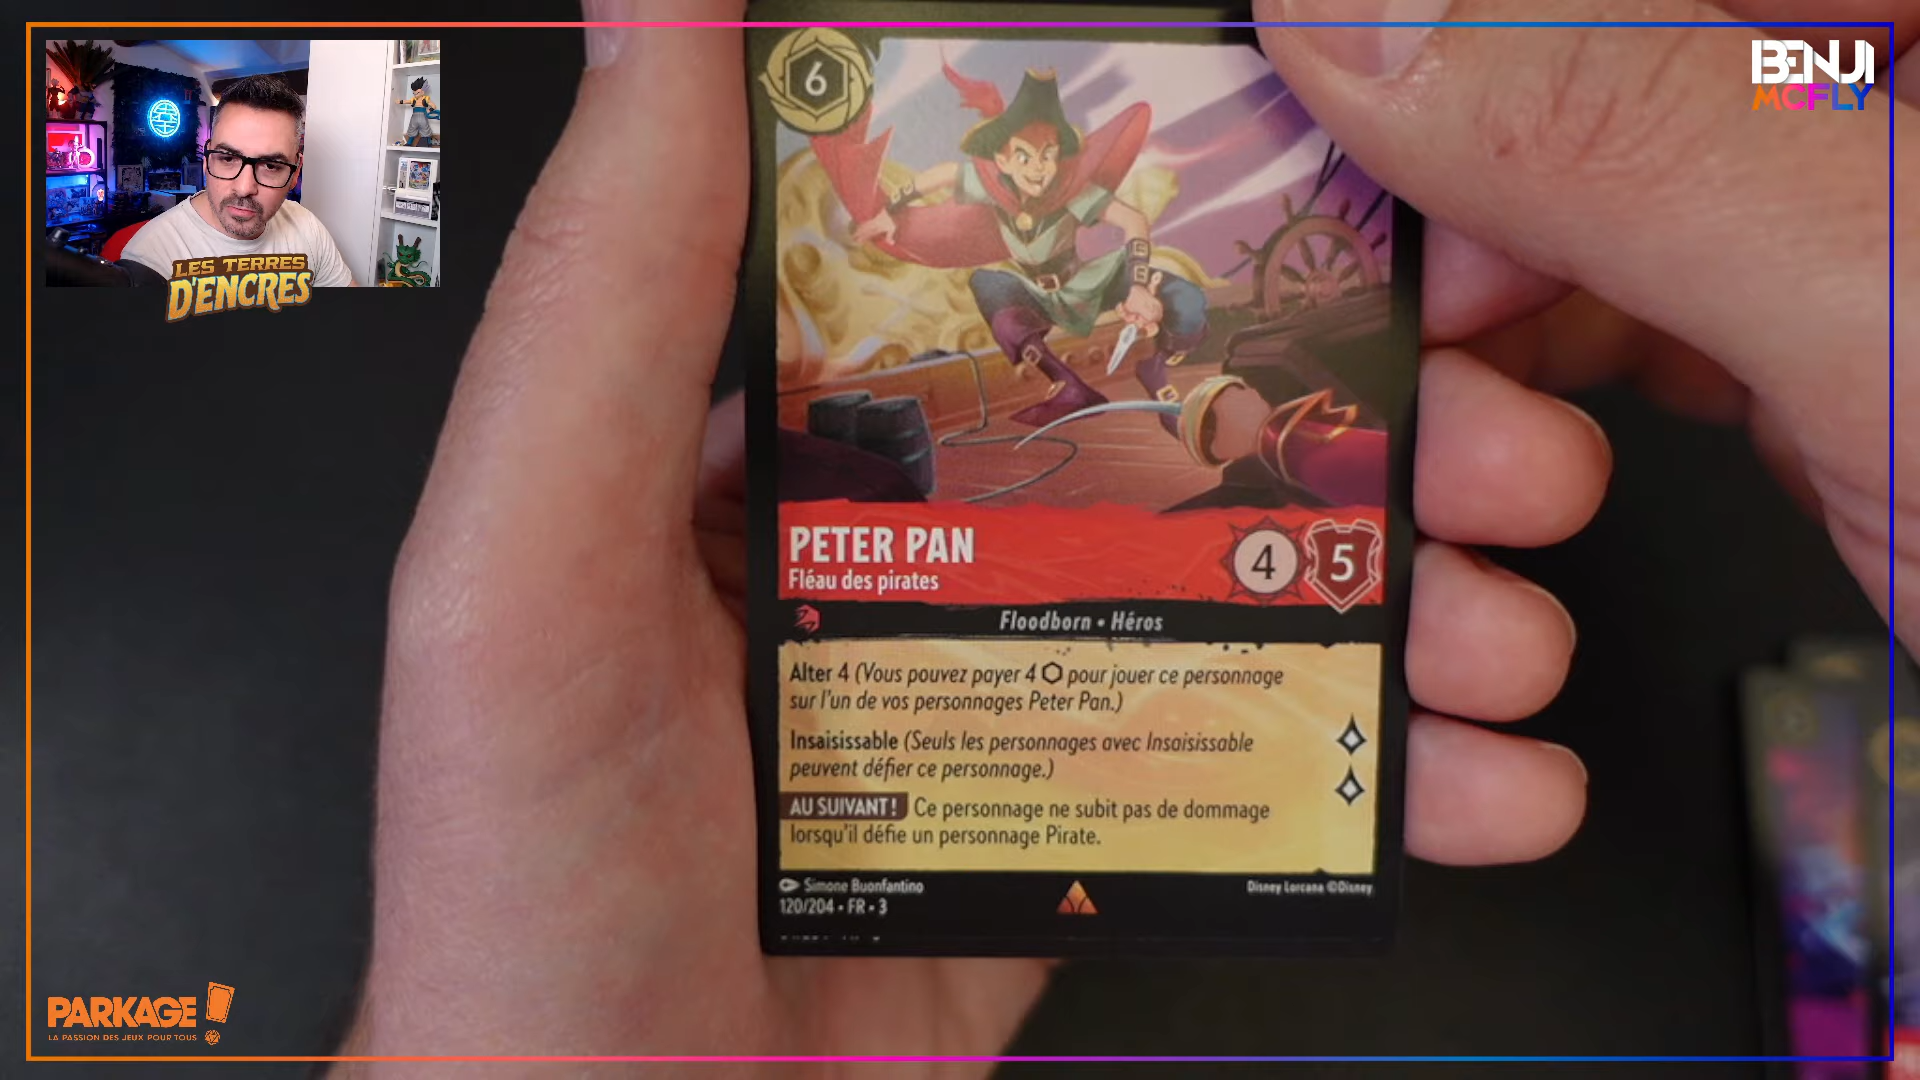 BENJI
MCFLY
LES TERRES
D'ENCRES
6
PETER PAN
Fléau des pirates
4
5
Floodborn • Héros
Alter 4 (Vous pouvez payer 4 pour jouer ce personnage
sur l'un de vos personnages Peter Pan.)
Insaisissable (Seuls les personnages avec Insaisissable
peuvent défier ce personnage.)
AU SUIVANT ! Ce personnage ne subit pas de dommage
lorsqu'il défie un personnage Pirate.
Simone Buonfantino
120/204 • FR • 3
Disney Lorcana ©Disney
PARKAGE
LA PASSION DES JEUX POUR TOUS